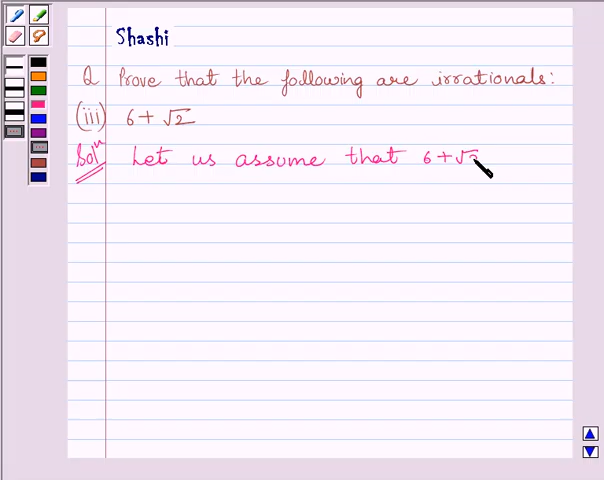 Shashi
Q Prove that the following are irrationals:
(iii) 6 + √2
Solⁿ Let us assume that 6 + √2